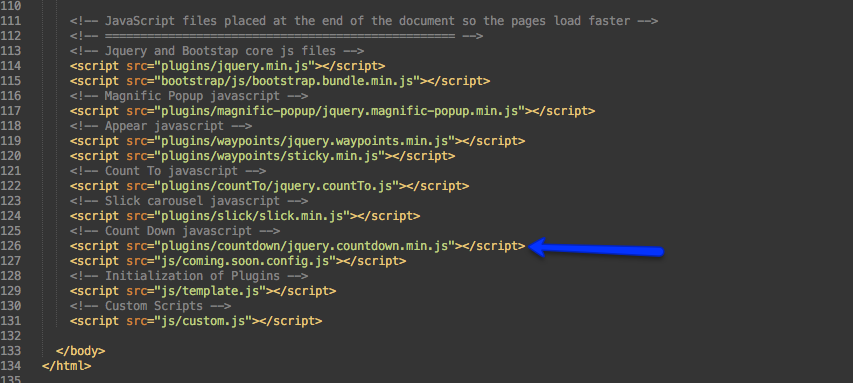 110
111 <!-- JavaScript files placed at the end of the document so the pages load faster -->
112 <!-- ================================================== -->
113 <!-- Jquery and Bootstap core js files -->
114 <script src="plugins/jquery.min.js"></script>
115 <script src="bootstrap/js/bootstrap.bundle.min.js"></script>
116 <!-- Magnific Popup javascript -->
117 <script src="plugins/magnific-popup/jquery.magnific-popup.min.js"></script>
118 <!-- Appear javascript -->
119 <script src="plugins/waypoints/jquery.waypoints.min.js"></script>
120 <script src="plugins/waypoints/sticky.min.js"></script>
121 <!-- Count To javascript -->
122 <script src="plugins/countTo/jquery.countTo.js"></script>
123 <!-- Slick carousel javascript -->
124 <script src="plugins/slick/slick.min.js"></script>
125 <!-- Count Down javascript -->
126 <script src="plugins/countdown/jquery.countdown.min.js"></script>
127 <script src="js/coming.soon.config.js"></script>
128 <!-- Initialization of Plugins -->
129 <script src="js/template.js"></script>
130 <!-- Custom Scripts -->
131 <script src="js/custom.js"></script>
132
133 </body>
134 </html>
135